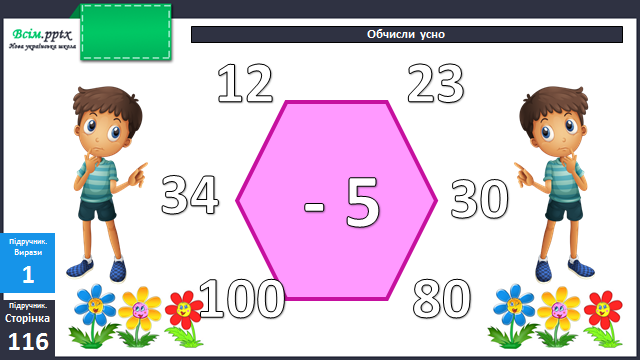 Всім.pptx
Нова українська школа
Обчисли усно
12
23
34
- 5
30
100
80
Підручник.
Вирази
1
Підручник.
Сторінка
116